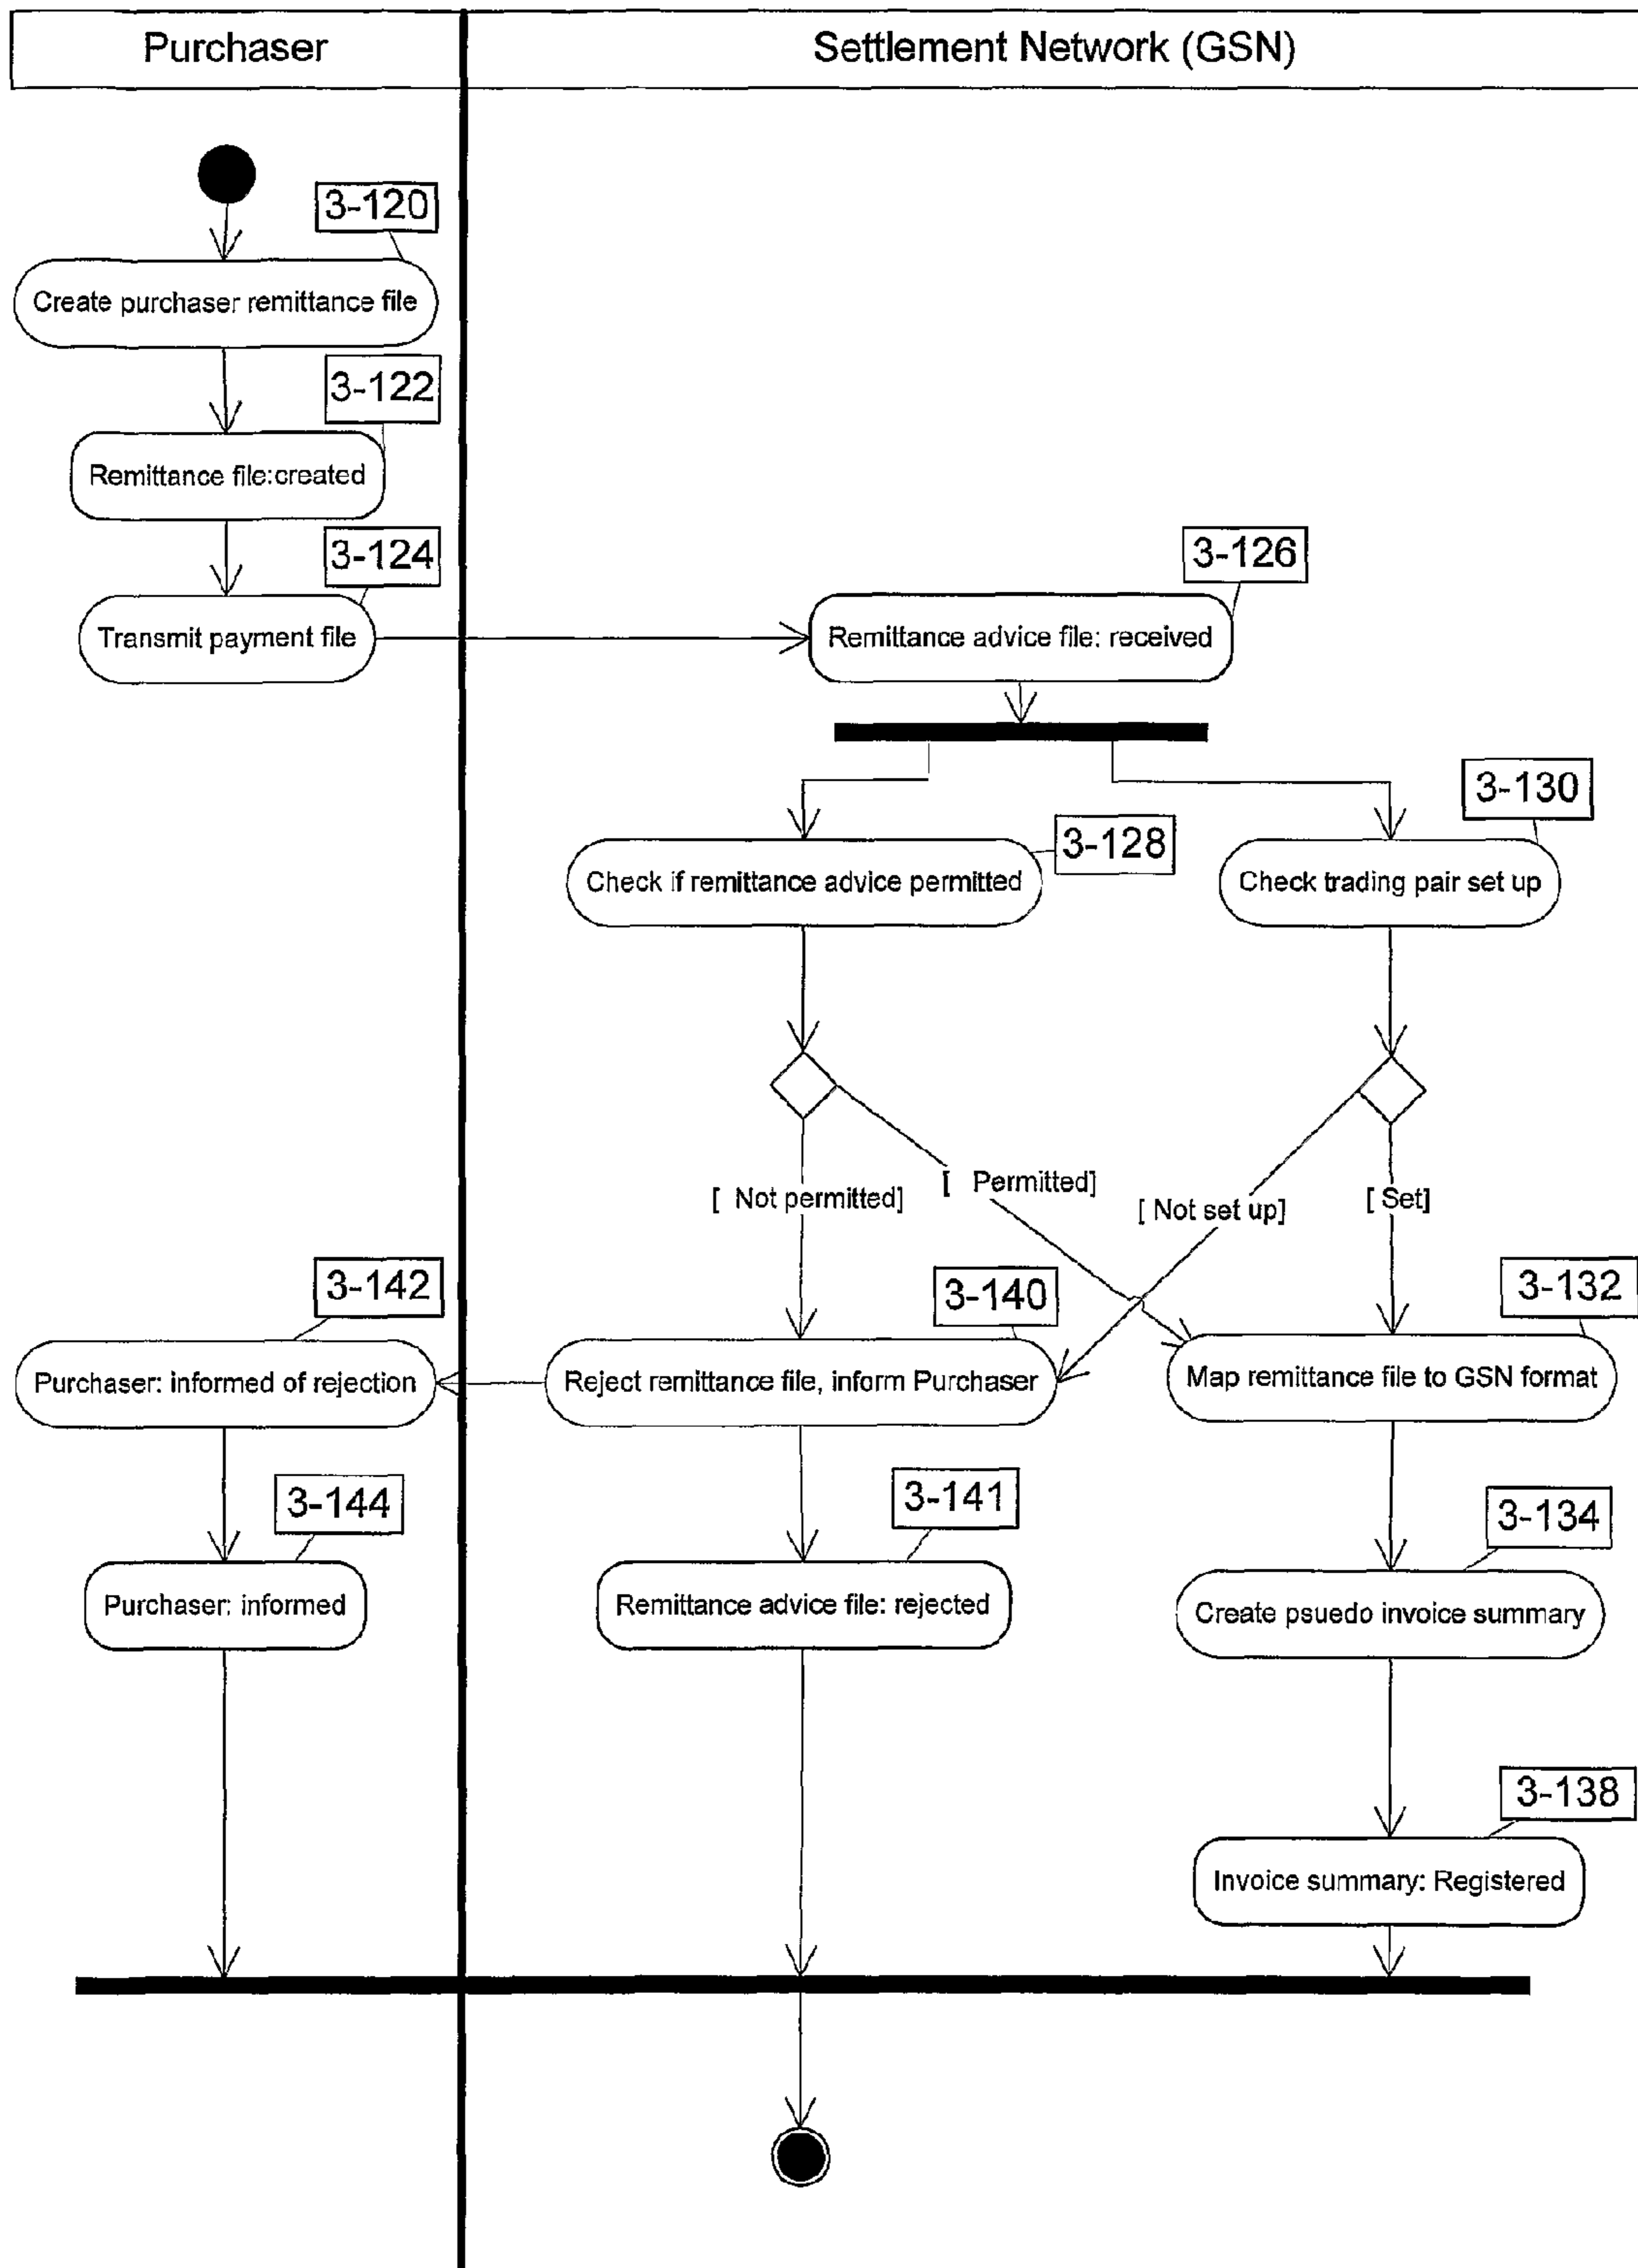 Purchaser
Settlement Network (GSN)
3-120
Create purchaser remittance file
3-122
Remittance file:created
3-124
Transmit payment file
3-126
Remittance advice file: received
3-130
3-128
Check if remittance advice permitted
Check trading pair set up
[ Not permitted]
[ Permitted]
[ Not set up]
[ Set]
3-142
3-140
3-132
Purchaser: informed of rejection
Reject remittance file, inform Purchaser
Map remittance file to GSN format
3-144
3-141
3-134
Purchaser: informed
Remittance advice file: rejected
Create psuedo invoice summary
3-138
Invoice summary: Registered